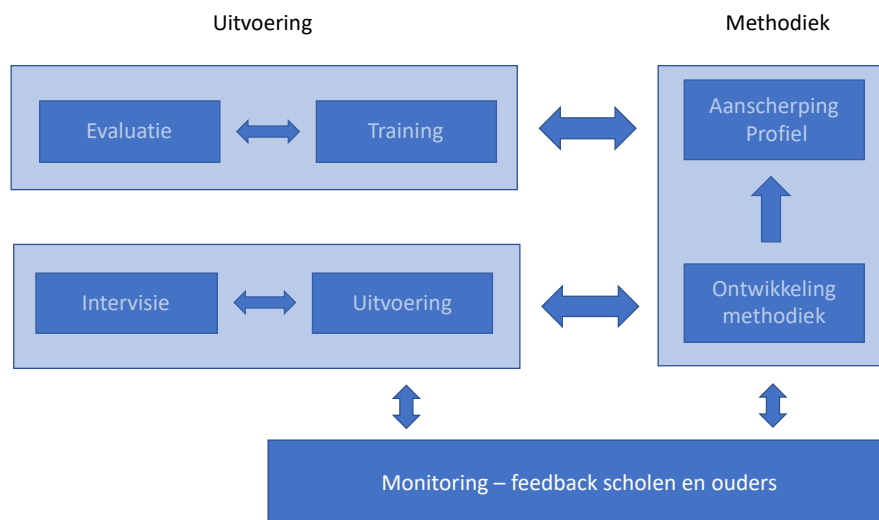 Uitvoering
Methodiek
Evaluatie
Training
Aanscherping
Profiel
Intervisie
Uitvoering
Ontwikkeling
methodiek
Monitoring – feedback scholen en ouders